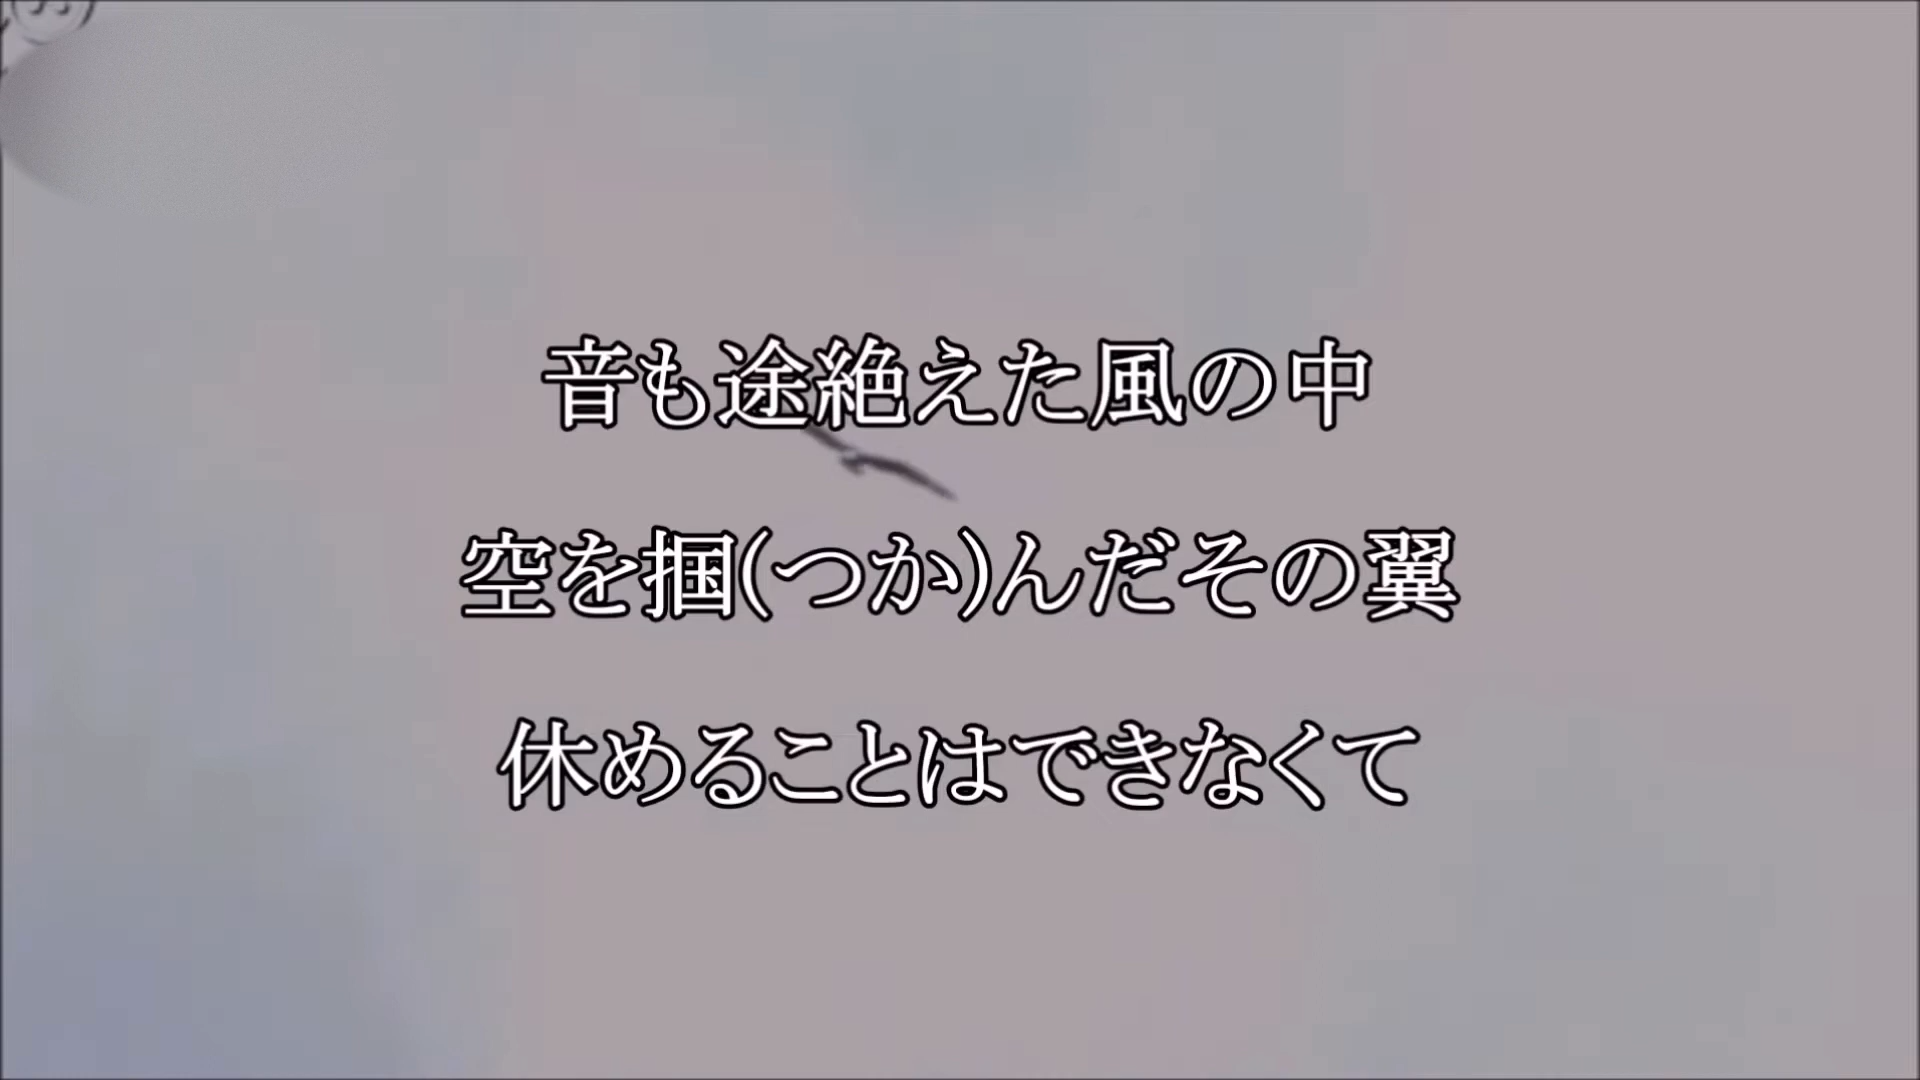 音も途絶えた風の中
空を掴(つか)んだその翼
休めることはできなくて